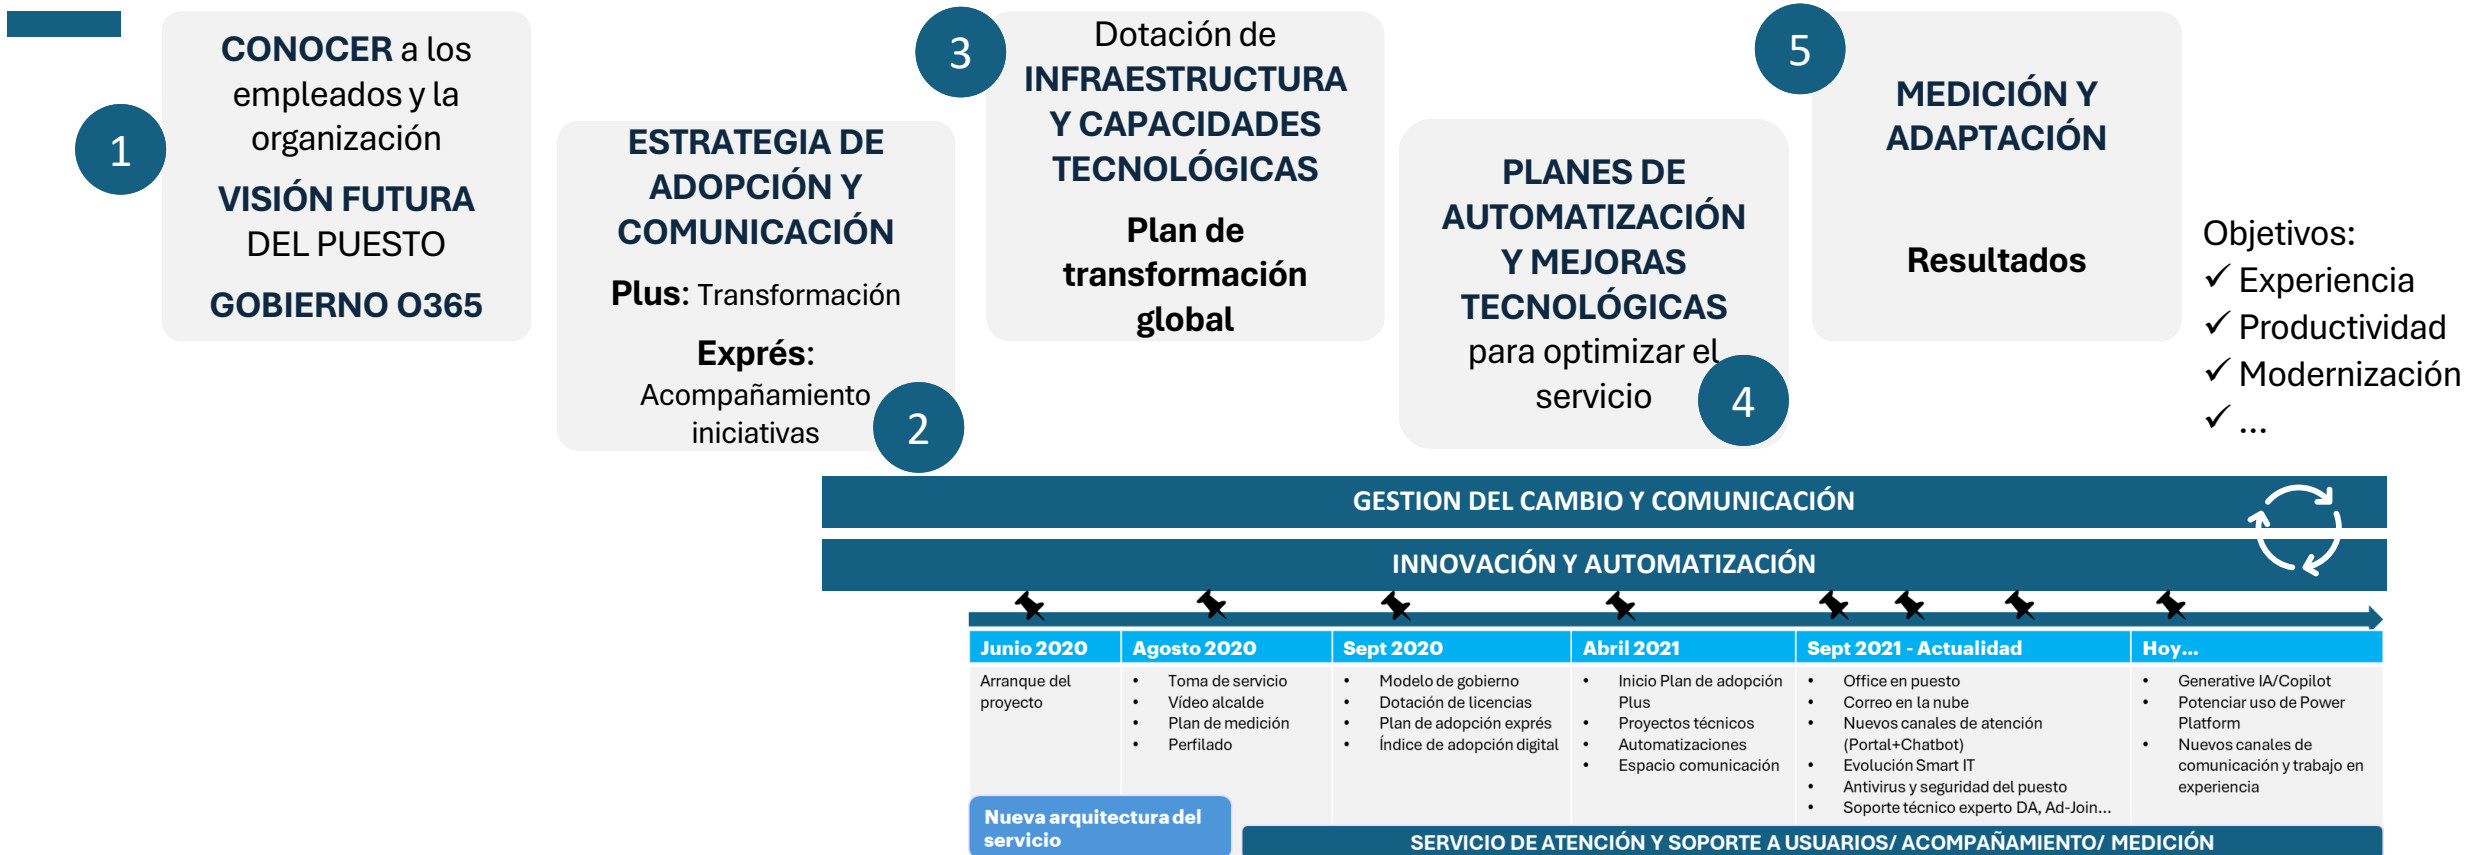 1
CONOCER a los
empleados y la
organización
VISIÓN FUTURA
DEL PUESTO
GOBIERNO O365
ESTRATEGIA DE
ADOPCIÓN Y
COMUNICACIÓN
Plus: Transformación
Exprés:
Acompañamiento
iniciativas
2
3
Dotación de
INFRAESTRUCTURA
Y CAPACIDADES
TECNOLÓGICAS
Plan de
transformación
global
PLANES DE
AUTOMATIZACIÓN
Y MEJORAS
TECNOLÓGICAS
para optimizar el
servicio
4
5
MEDICIÓN Y
ADAPTACIÓN
Resultados
Objetivos:
✓ Experiencia
✓ Productividad
✓ Modernización
✓ ...
GESTION DEL CAMBIO Y COMUNICACIÓN
INNOVACIÓN Y AUTOMATIZACIÓN
Junio 2020
Arranque del
proyecto
Agosto 2020
• Toma de servicio
• Vídeo alcalde
• Plan de medición
• Perfilado
Sept 2020
• Modelo de gobierno
• Dotación de licencias
• Plan de adopción exprés
• Índice de adopción digital
Abril 2021
• Inicio Plan de adopción
Plus
• Proyectos técnicos
• Automatizaciones
• Espacio comunicación
Sept 2021 - Actualidad
• Office en puesto
• Correo en la nube
• Nuevos canales de atención
(Portal+Chatbot)
• Evolución Smart IT
• Antivirus y seguridad del puesto
• Soporte técnico experto DA, Ad-Join...
Hoy...
• Generative IA/Copilot
• Potenciar uso de Power
Platform
• Nuevos canales de
comunicación y trabajo en
experiencia
Nueva arquitectura del
servicio
SERVICIO DE ATENCIÓN Y SOPORTE A USUARIOS/ ACOMPAÑAMIENTO/ MEDICIÓN